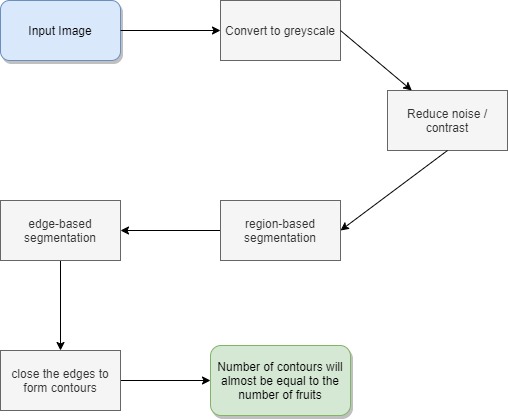 Input Image
Convert to greyscale
Reduce noise /
contrast
region-based
segmentation
edge-based
segmentation
close the edges to
form contours
Number of contours will
almost be equal to the
number of fruits